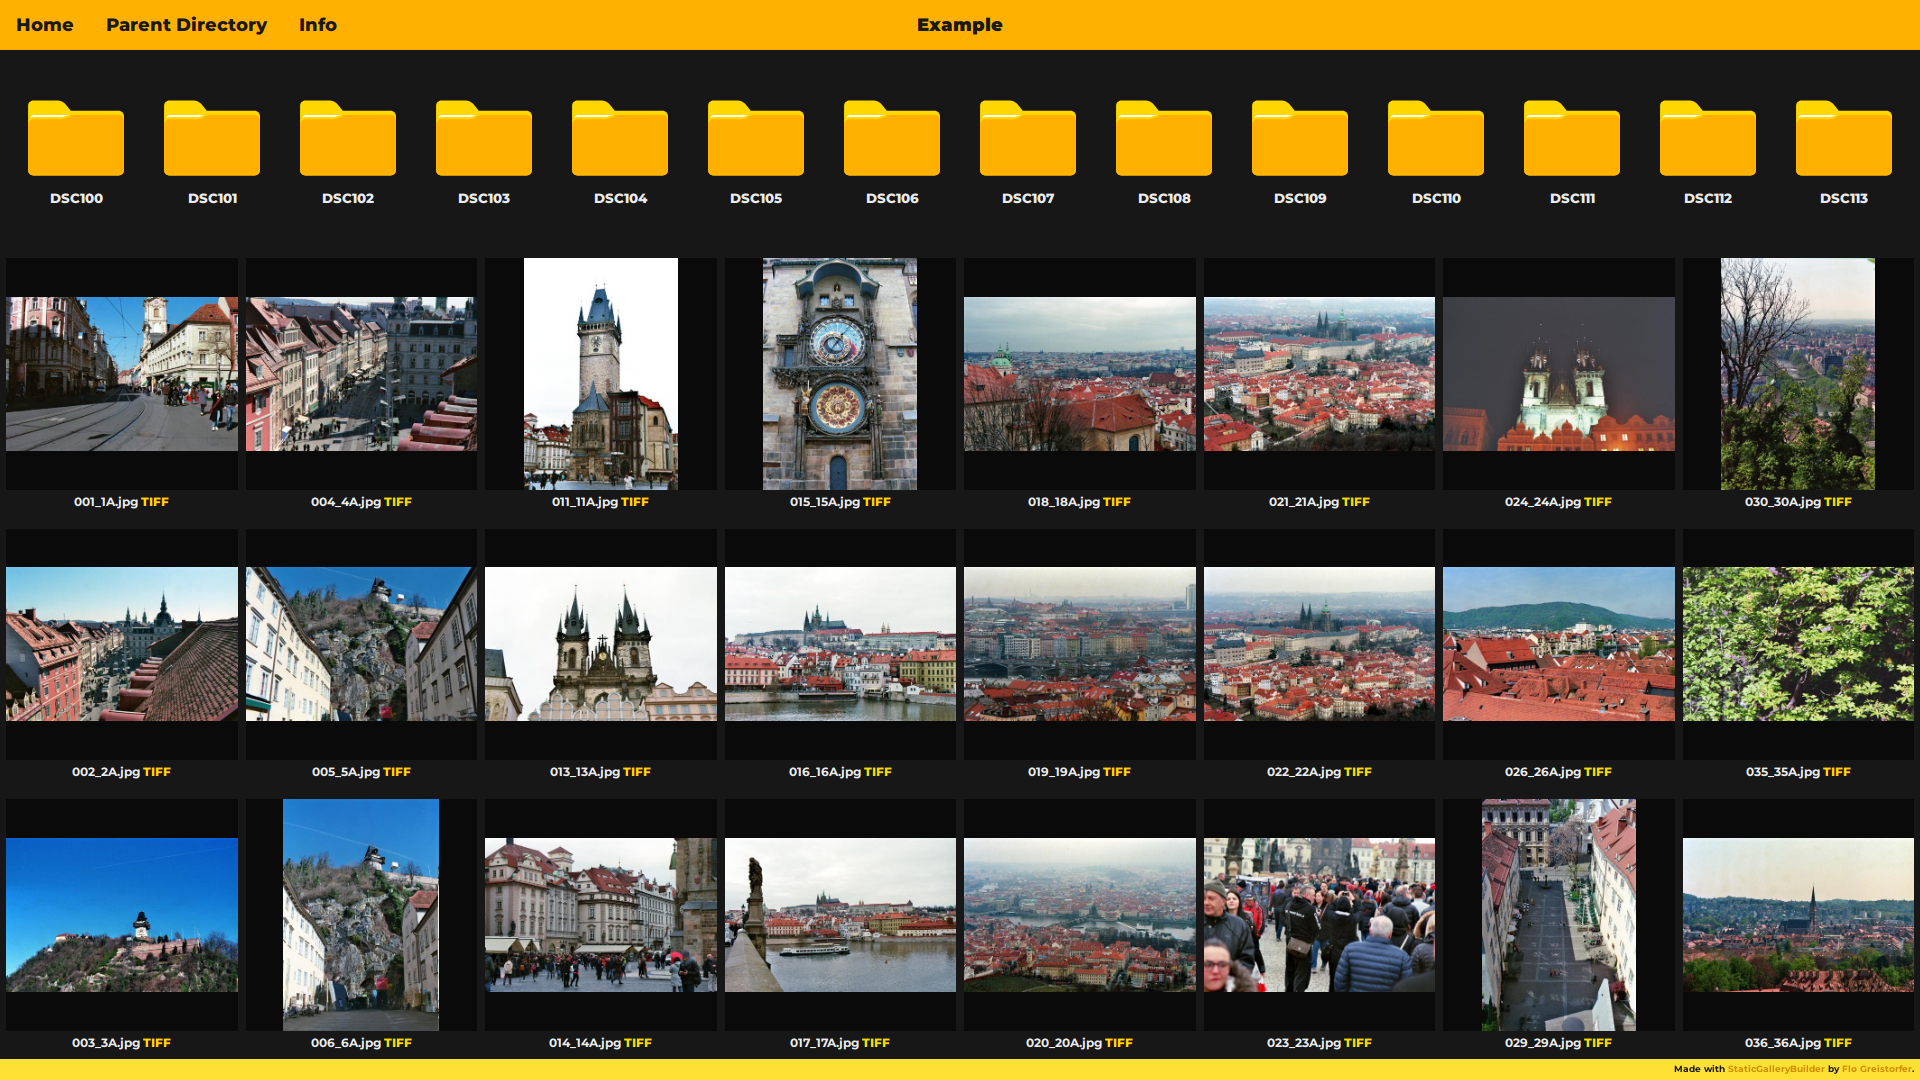 Home Parent Directory Info Example
DSC100 DSC101 DSC102 DSC103 DSC104 DSC105 DSC106 DSC107 DSC108 DSC109 DSC110 DSC111 DSC112 DSC113
001_1A.jpg TIFF 004_4A.jpg TIFF 011_11A.jpg TIFF 015_15A.jpg TIFF 018_18A.jpg TIFF 021_21A.jpg TIFF 024_24A.jpg TIFF 030_30A.jpg TIFF
002_2A.jpg TIFF 005_5A.jpg TIFF 013_13A.jpg TIFF 016_16A.jpg TIFF 019_19A.jpg TIFF 022_22A.jpg TIFF 026_26A.jpg TIFF 035_35A.jpg TIFF
003_3A.jpg TIFF 006_6A.jpg TIFF 014_14A.jpg TIFF 017_17A.jpg TIFF 020_20A.jpg TIFF 023_23A.jpg TIFF 029_29A.jpg TIFF 036_36A.jpg TIFF
Made with StaticGalleryBuilder by Flo Greistorfer.